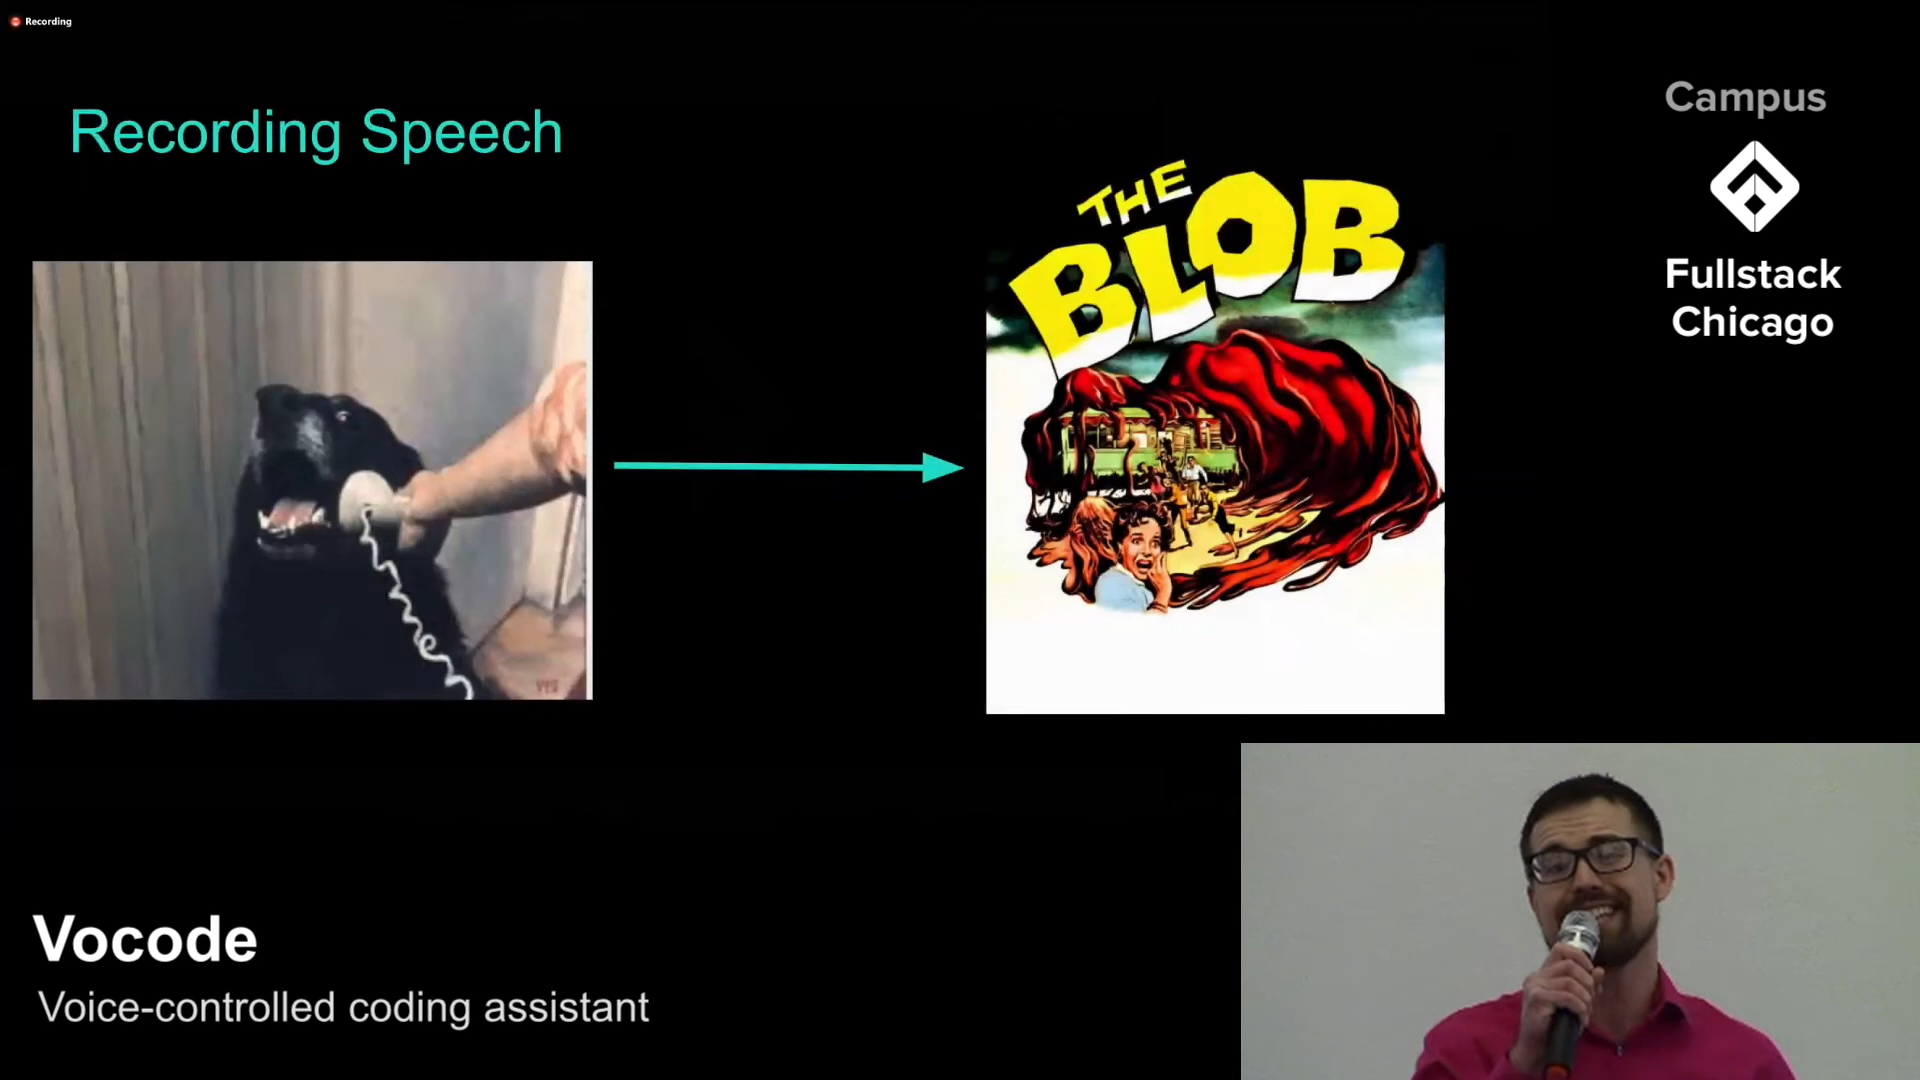 Recording
Recording Speech
Campus
Fullstack
Chicago
THE
BLOB
Vocode
Voice-controlled coding assistant